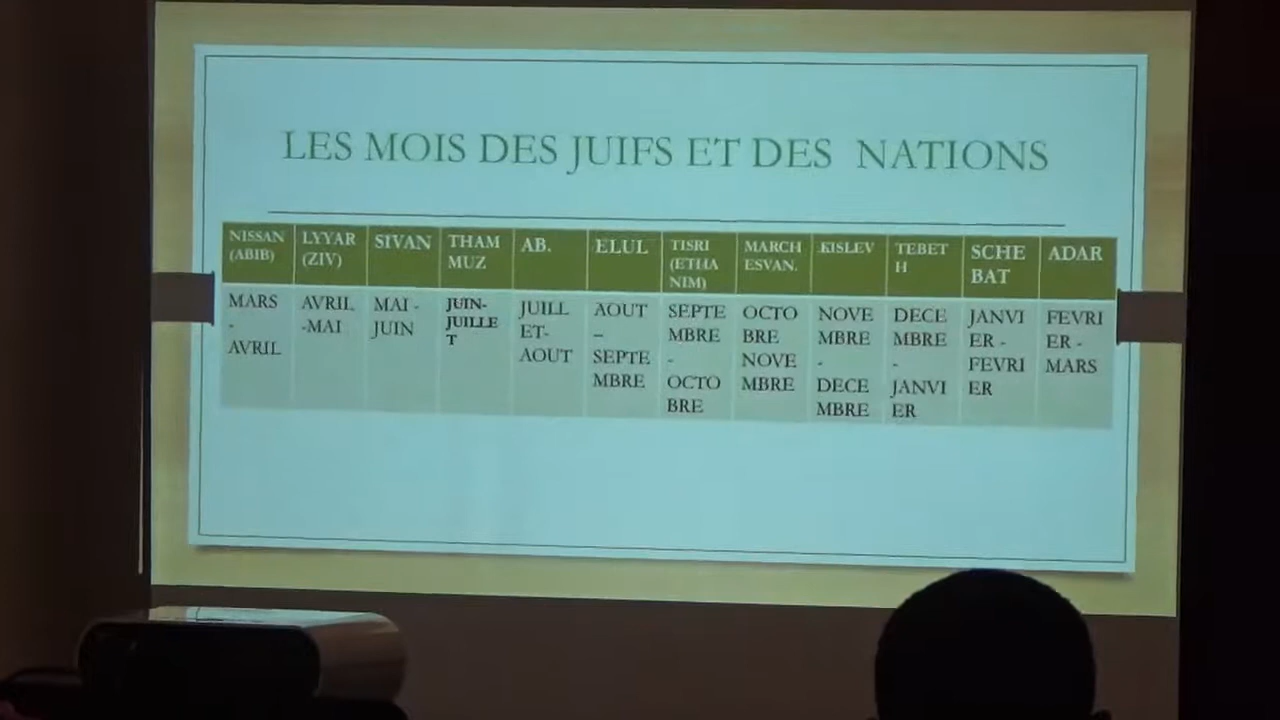 LES MOIS DES JUIFS ET DES NATIONS
NISSAN
(ABIB)
LYYAR
(ZIV)
SIVAN
THAM
MUZ
AB.
ELUL
TISRI
(ETHA
NIM)
MARCH
ESVAN.
KISLEV
TEBET
H
SCHE
BAT
ADAR
MARS
-
AVRIL
AVRIL
-MAI
MAI -
JUIN
JUIN-
JUILLE
T
JUILL
ET-
AOUT
AOUT
–
SEPTE
MBRE
SEPTE
MBRE
-
OCTO
BRE
OCTO
BRE
NOVE
MBRE
NOVE
MBRE
-
DECE
MBRE
DECE
MBRE
-
JANVI
ER
JANVI
ER -
FEVRI
ER
FEVRI
ER -
MARS